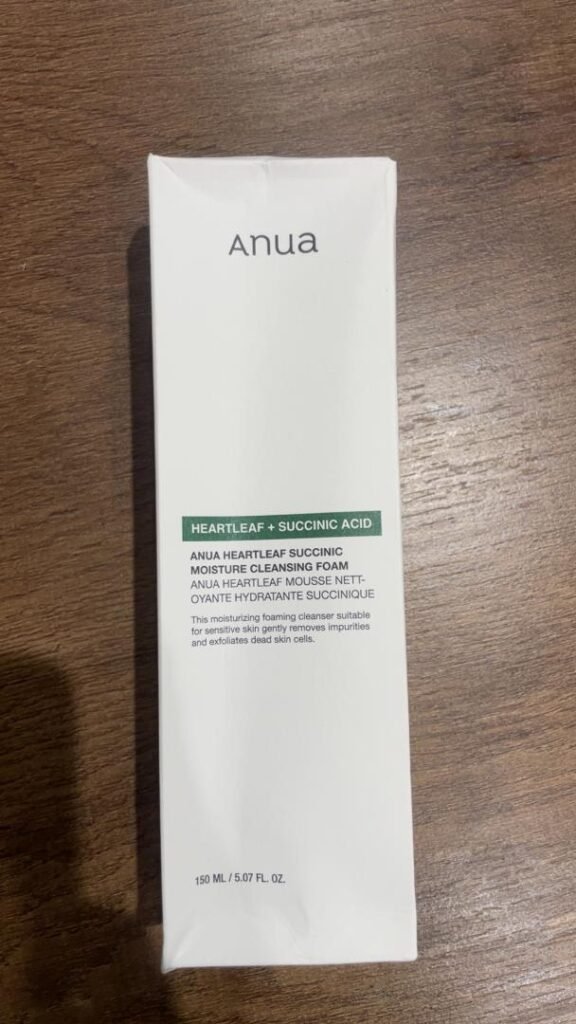 Anua
HEARTLEAF + SUCCINIC ACID
ANUA HEARTLEAF SUCCINIC
MOISTURE CLEANSING FOAM
ANUA HEARTLEAF MOUSSE NETT-
OYANTE HYDRATANTE SUCCINIQUE
This moisturizing foaming cleanser suitable
for sensitive skin gently removes impurities
and exfoliates dead skin cells.
150 ML / 5.07 FL. OZ.